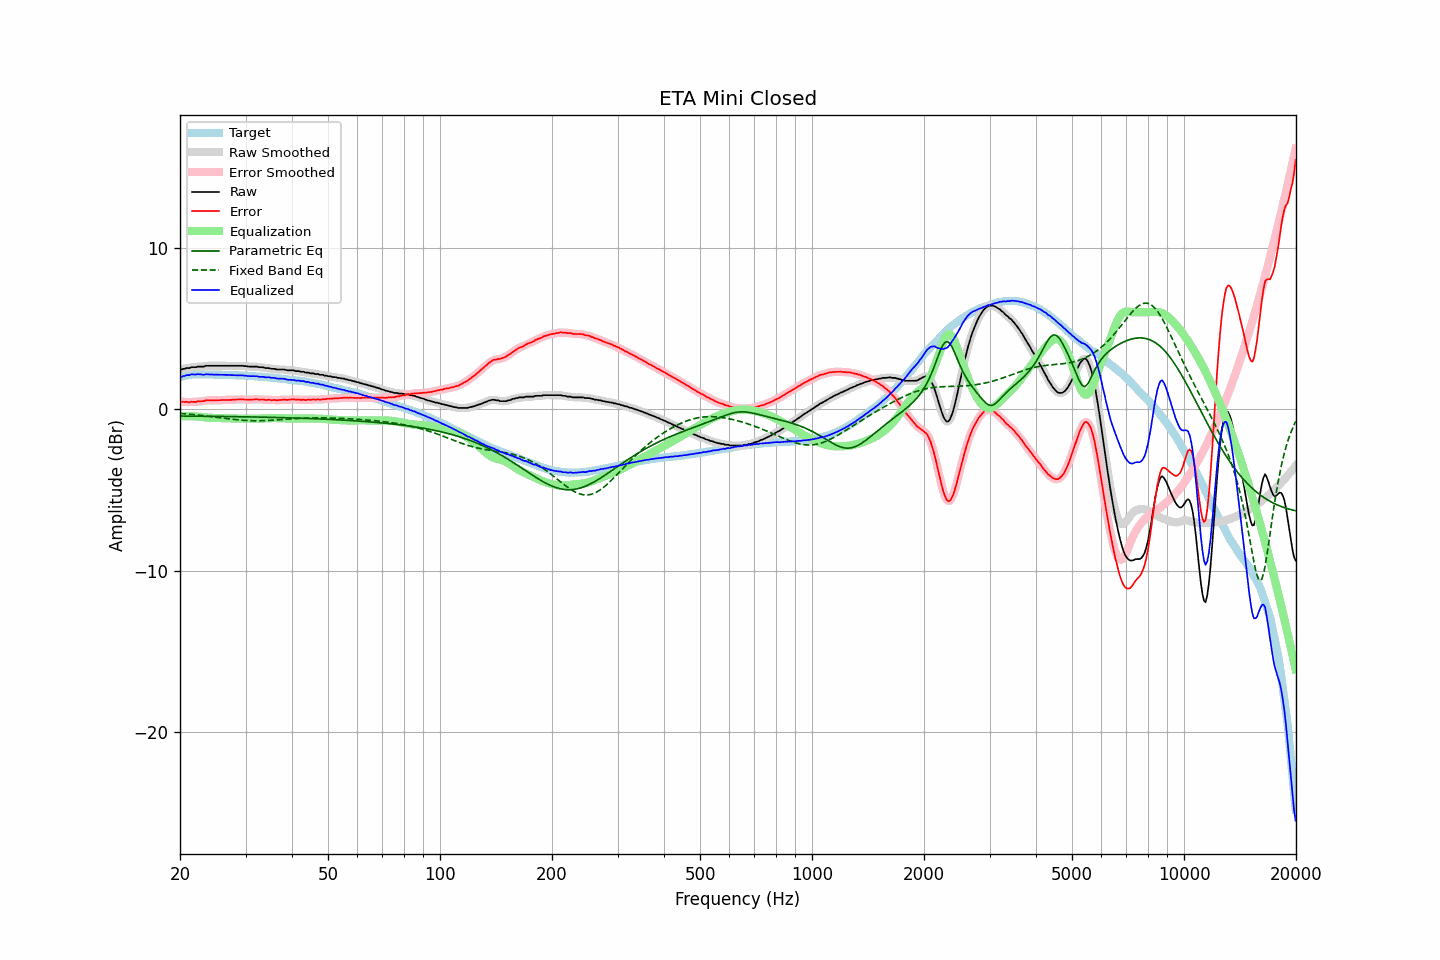 ETA Mini Closed
Target
Raw Smoothed
Error Smoothed
Raw
Error
Equalization
Parametric Eq
Fixed Band Eq
Equalized
Amplitude (dBr)
10
0
−10
−20
20 50 100 200 500 1000 2000 5000 10000 20000
Frequency (Hz)